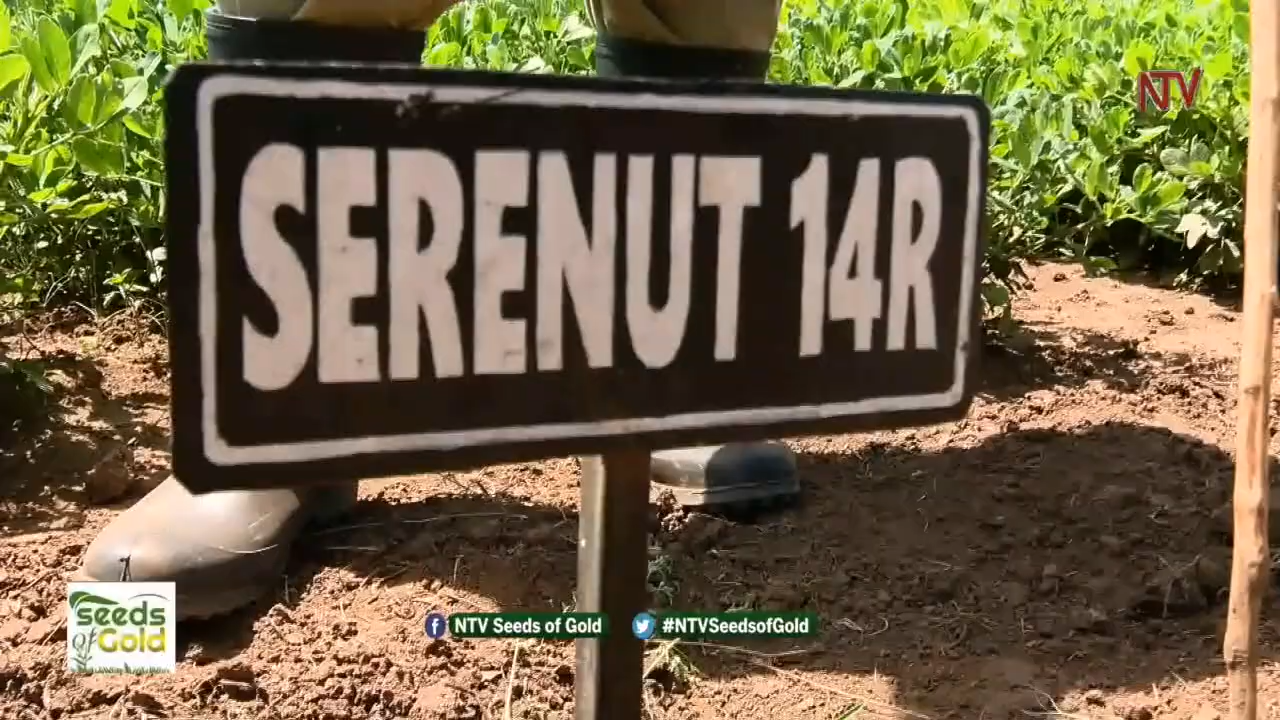 NTV
SERENUT 14R
seeds
of Gold
NTV Seeds of Gold
#NTVSeedsofGold